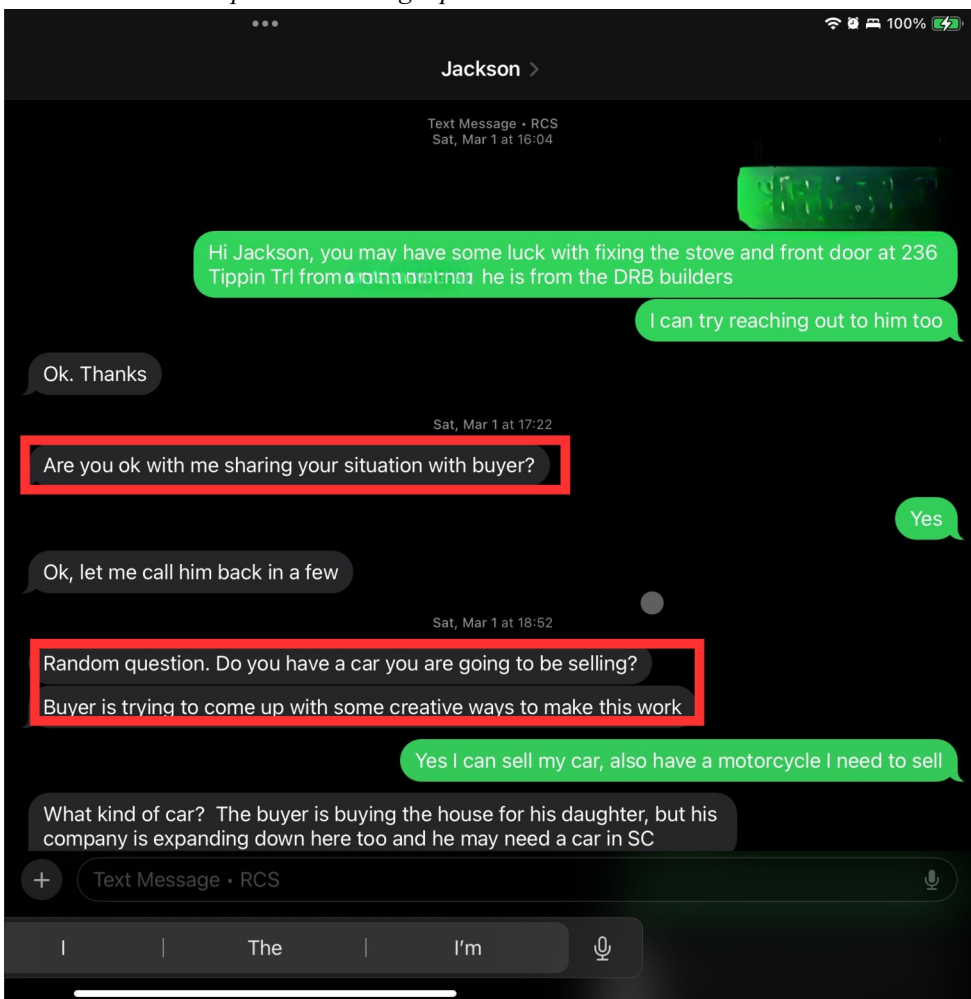 100%
Jackson >
Text Message • RCS
Sat, Mar 1 at 16:04
Hi Jackson, you may have some luck with fixing the stove and front door at 236
Tippin Trl from he is from the DRB builders
I can try reaching out to him too
Ok. Thanks
Sat, Mar 1 at 17:22
Are you ok with me sharing your situation with buyer?
Yes
Ok, let me call him back in a few
Sat, Mar 1 at 18:52
Random question. Do you have a car you are going to be selling?
Buyer is trying to come up with some creative ways to make this work
Yes I can sell my car, also have a motorcycle I need to sell
What kind of car? The buyer is buying the house for his daughter, but his
company is expanding down here too and he may need a car in SC
Text Message • RCS
I
The
I'm